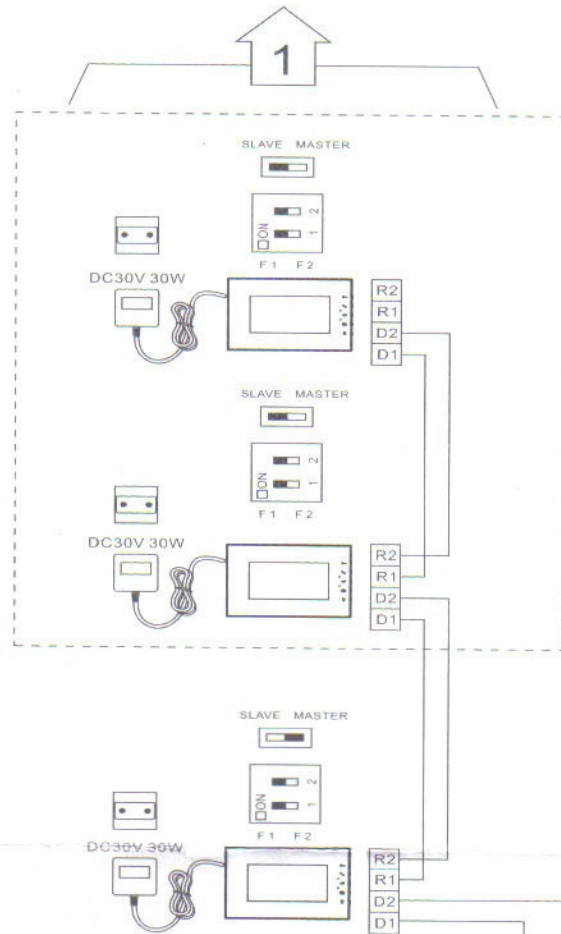 1
SLAVE MASTER
ON
1 2
F1 F2
DC30V 30W
R2
R1
D2
D1
SLAVE MASTER
ON
1 2
F1 F2
DC30V 30W
R2
R1
D2
D1
SLAVE MASTER
ON
1 2
F1 F2
DC30V 30W
R2
R1
D2
D1